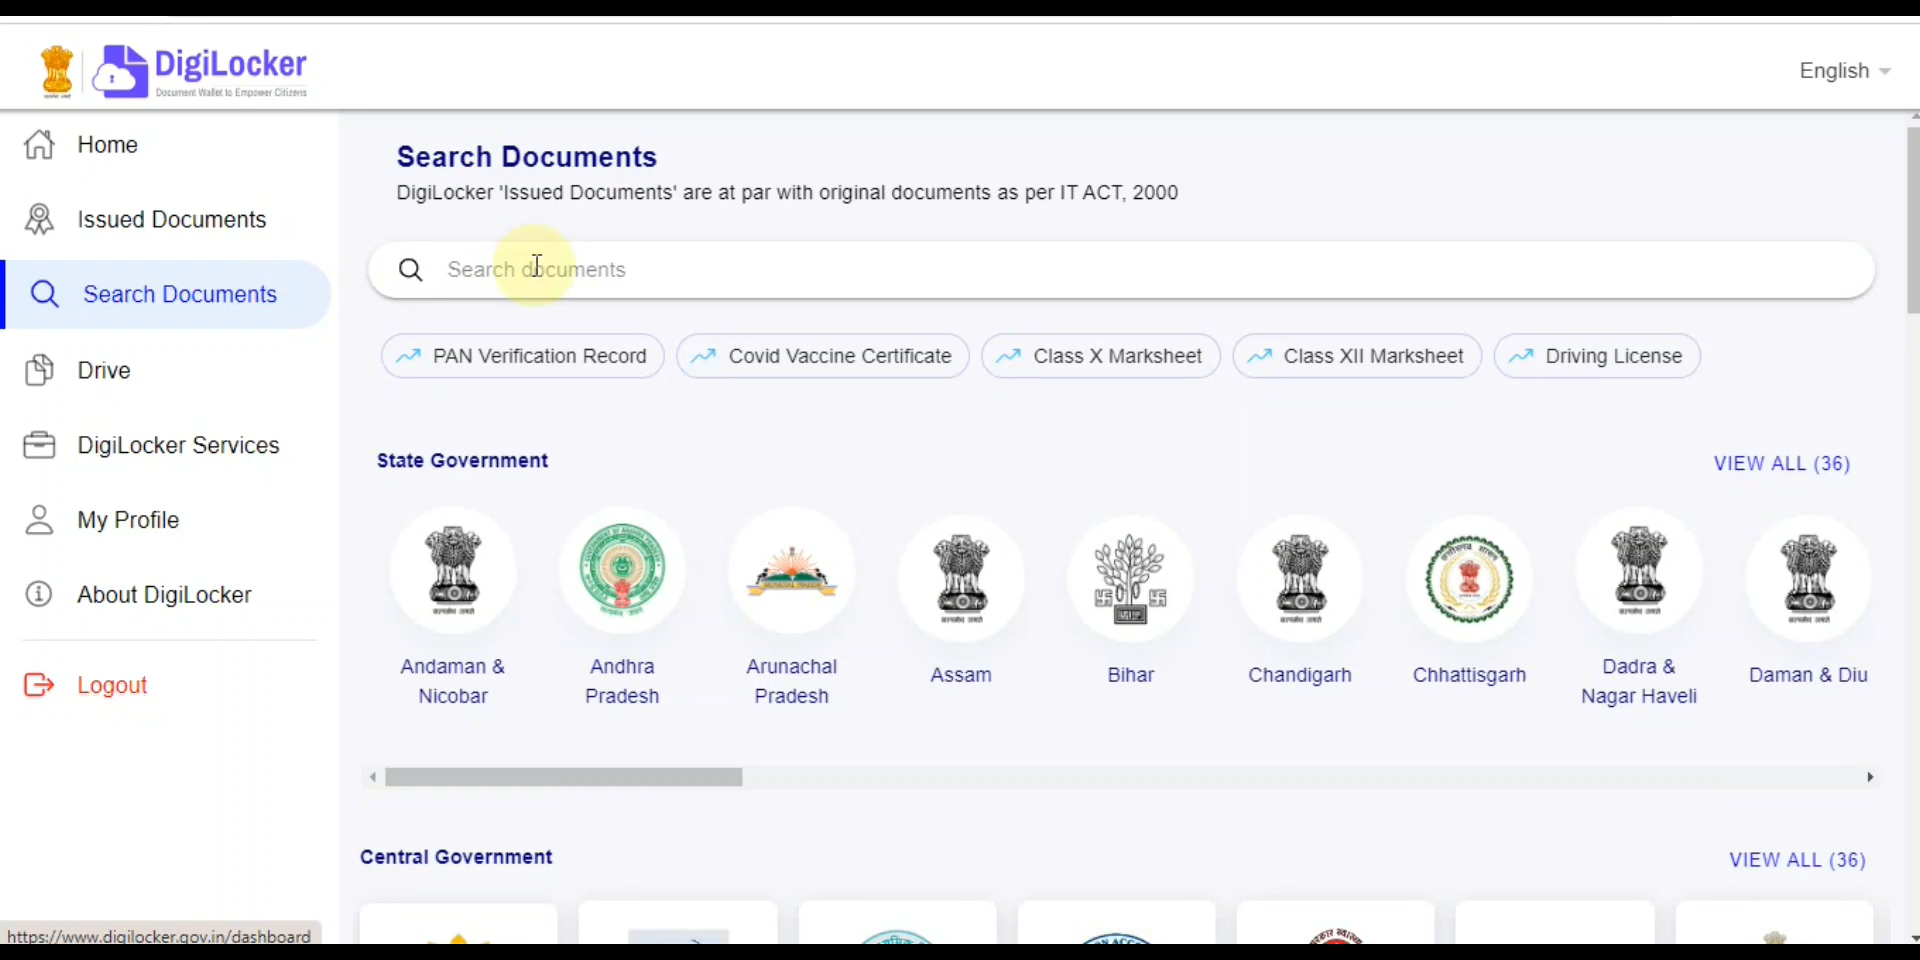 DigiLocker
Document Wallet to Empower Citizens
English
Home
Issued Documents
Search Documents
Drive
DigiLocker Services
My Profile
About DigiLocker
Logout
Search Documents
DigiLocker 'Issued Documents' are at par with original documents as per IT ACT, 2000
Search documents
PAN Verification Record
Covid Vaccine Certificate
Class X Marksheet
Class XII Marksheet
Driving License
State Government
VIEW ALL (36)
Andaman &
Nicobar
Andhra
Pradesh
Arunachal
Pradesh
Assam
Bihar
Chandigarh
Chhattisgarh
Dadra &
Nagar Haveli
Daman & Diu
Central Government
VIEW ALL (36)
https://www.digilocker.gov.in/dashboard